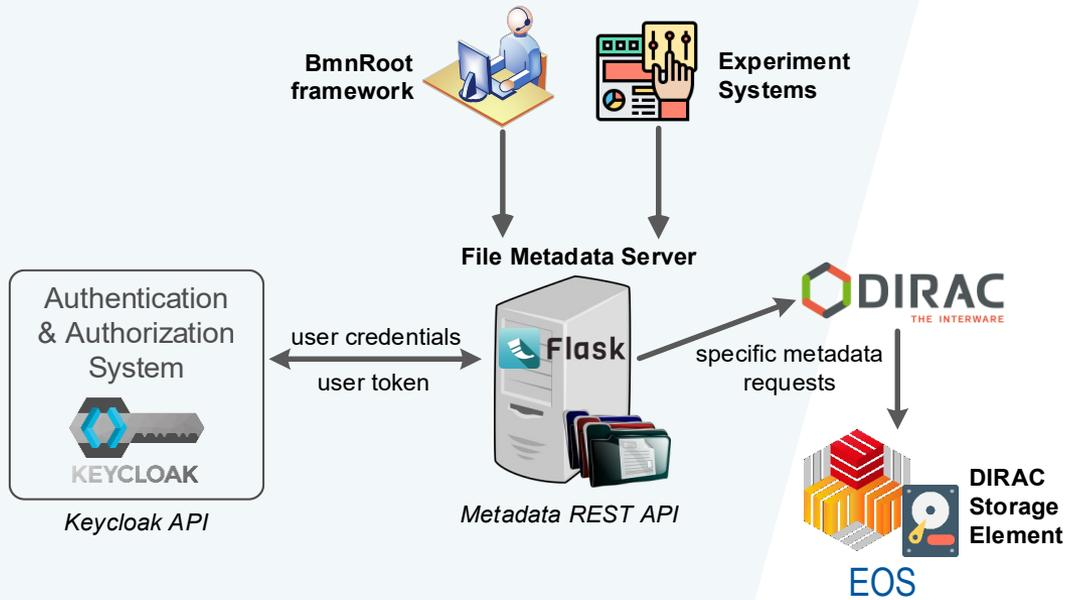 BmnRoot
framework
Experiment
Systems
File Metadata Server
Authentication
& Authorization
System
KEYCLOAK
Keycloak API
user credentials
user token
Flask
Metadata REST API
DIRAC
THE INTERWARE
specific metadata
requests
DIRAC
Storage
Element
EOS